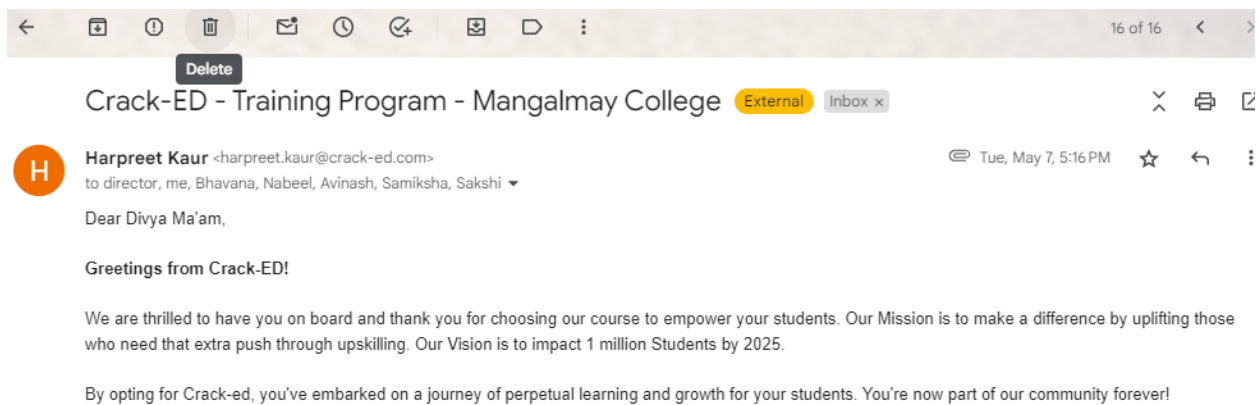 16 of 16
Delete
Crack-ED - Training Program - Mangalmay College External Inbox x
H
Harpreet Kaur <harpreet.kaur@crack-ed.com> Tue, May 7, 5:16 PM
to director, me, Bhavana, Nabeel, Avinash, Samiksha, Sakshi
Dear Divya Ma'am,
Greetings from Crack-ED!
We are thrilled to have you on board and thank you for choosing our course to empower your students. Our Mission is to make a difference by uplifting those
who need that extra push through upskilling. Our Vision is to impact 1 million Students by 2025.
By opting for Crack-ed, you've embarked on a journey of perpetual learning and growth for your students. You're now part of our community forever!